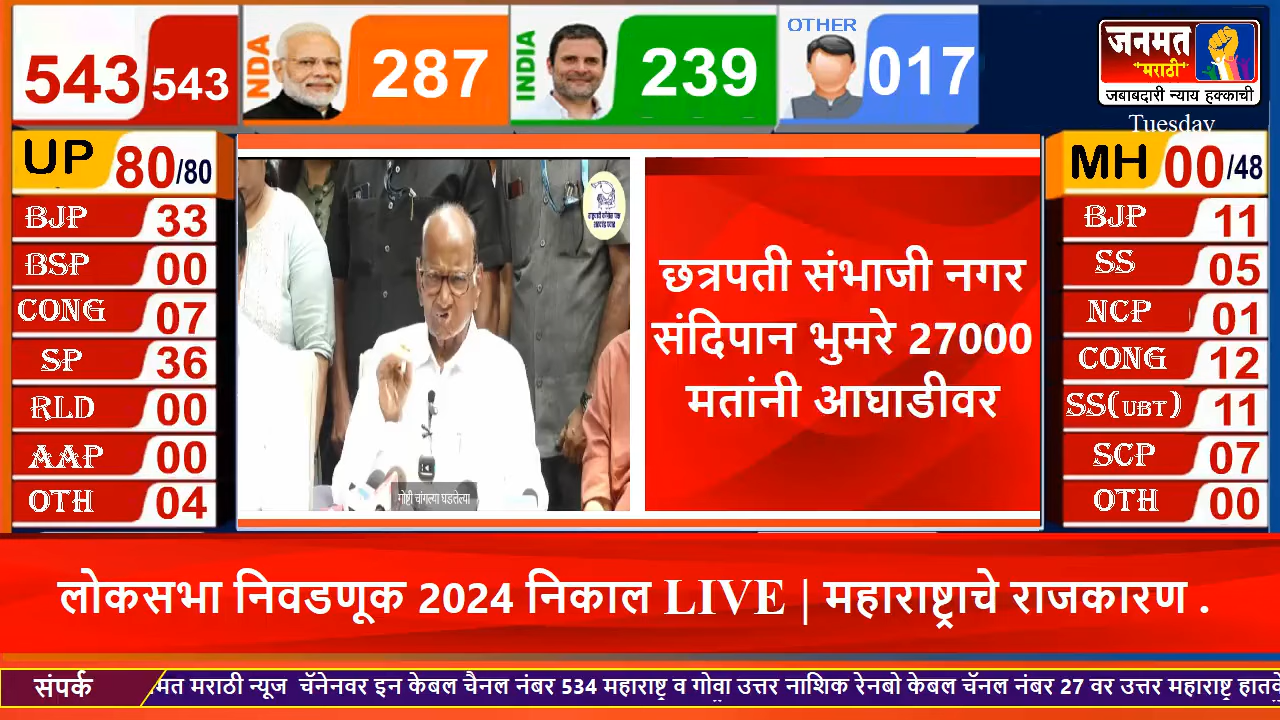 543
543
NDA
287
INDIA
239
OTHER
017
जनमत
"मराठी"
जबाबदारी न्याय हक्काची
Tuesday
UP 80/80
BJP 33
BSP 00
CONG 07
SP 36
RLD 00
AAP 00
OTH 04
गोष्टी चांगल्या घडतेल्या
छत्रपती संभाजी नगर
संदिपान भुमरे 27000
मतांनी आघाडीवर
MH 00/48
BJP 11
SS 05
NCP 01
CONG 12
SS(UBT) 11
SCP 07
OTH 00
लोकसभा निवडणूक 2024 निकाल LIVE | महाराष्ट्राचे राजकारण .
संपर्क
मत मराठी न्यूज चॅनेनवर इन केबल चैनल नंबर 534 महाराष्ट्र व गोवा उत्तर नाशिक रेनबो केबल चॅनल नंबर 27 वर उत्तर महाराष्ट्र